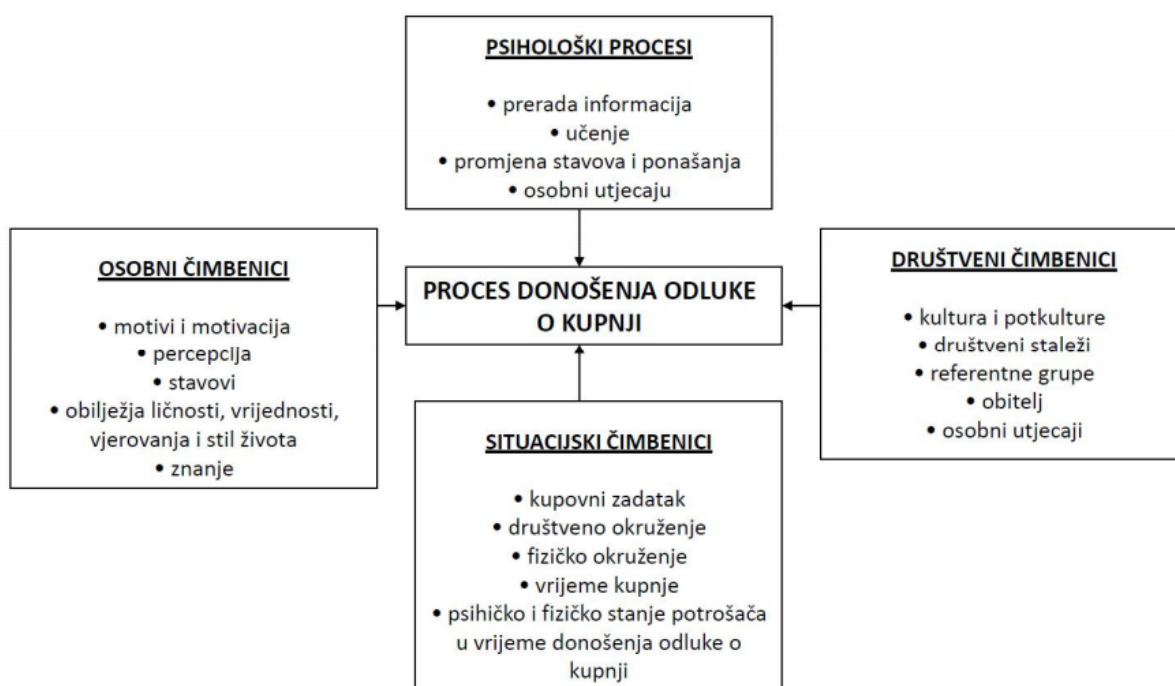 PSIHOLOŠKI PROCESI
• prerada informacija
• učenje
• promjena stavova i ponašanja
• osobni utjecaju
OSOBNI ČIMBENICI
• motivi i motivacija
• percepcija
• stavovi
• obilježja ličnosti, vrijednosti,
vjerovanja i stil života
• znanje
PROCES DONOŠENJA ODLUKE
O KUPNJI
DRUŠTVENI ČIMBENICI
• kultura i potkulture
• društveni staleži
• referentne grupe
• obitelj
• osobni utjecaji
SITUACIJSKI ČIMBENICI
• kupovni zadatak
• društveno okruženje
• fizičko okruženje
• vrijeme kupnje
• psihičko i fizičko stanje potrošača
u vrijeme donošenja odluke o
kupnji